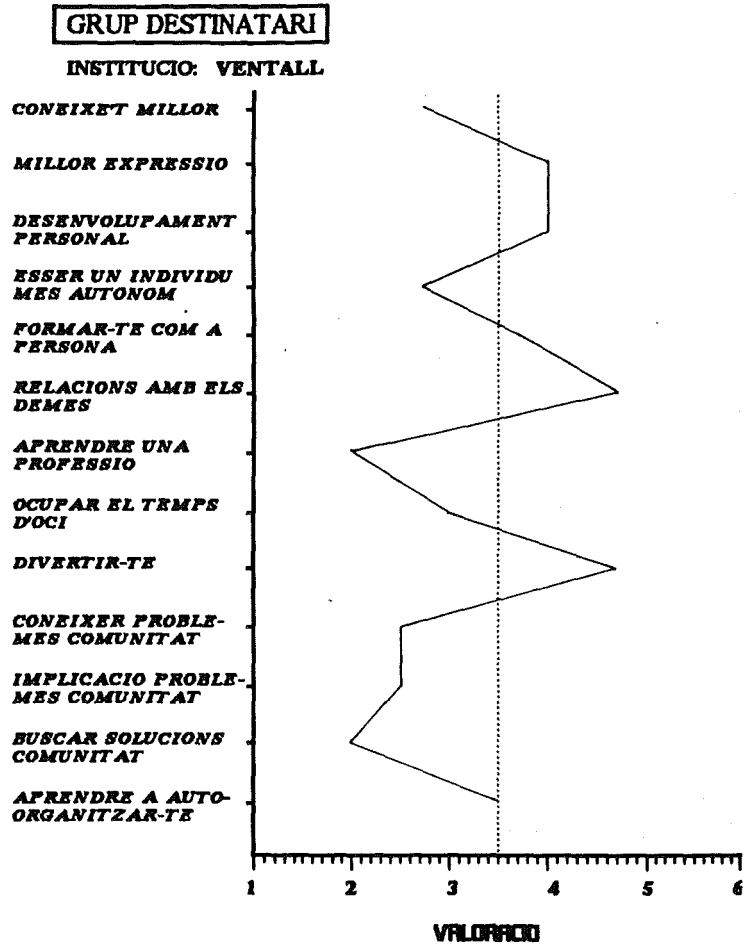 GRUP DESTINATARI
INSTITUCIO: VENTALL
CONEIXE'T MILLOR
MILLOR EXPRESSIO
DESENVOLUPAMENT
PERSONAL
ESSER UN INDIVIDU
MES AUTONOM
FORMAR-TE COM A
PERSONA
RELACIONS AMB ELS
DEMES
APRENDRE UNA
PROFESSIO
OCUPAR EL TEMPS
D'OCI
DIVERTIR-TE
CONEIXER PROBLE-
MES COMUNITAT
IMPLICACIO PROBLE-
MES COMUNITAT
BUSCAR SOLUCIONS
COMUNITAT
APRENDRE A AUTO-
ORGANITZAR-TE
1 2 3 4 5 6
VALORACIO